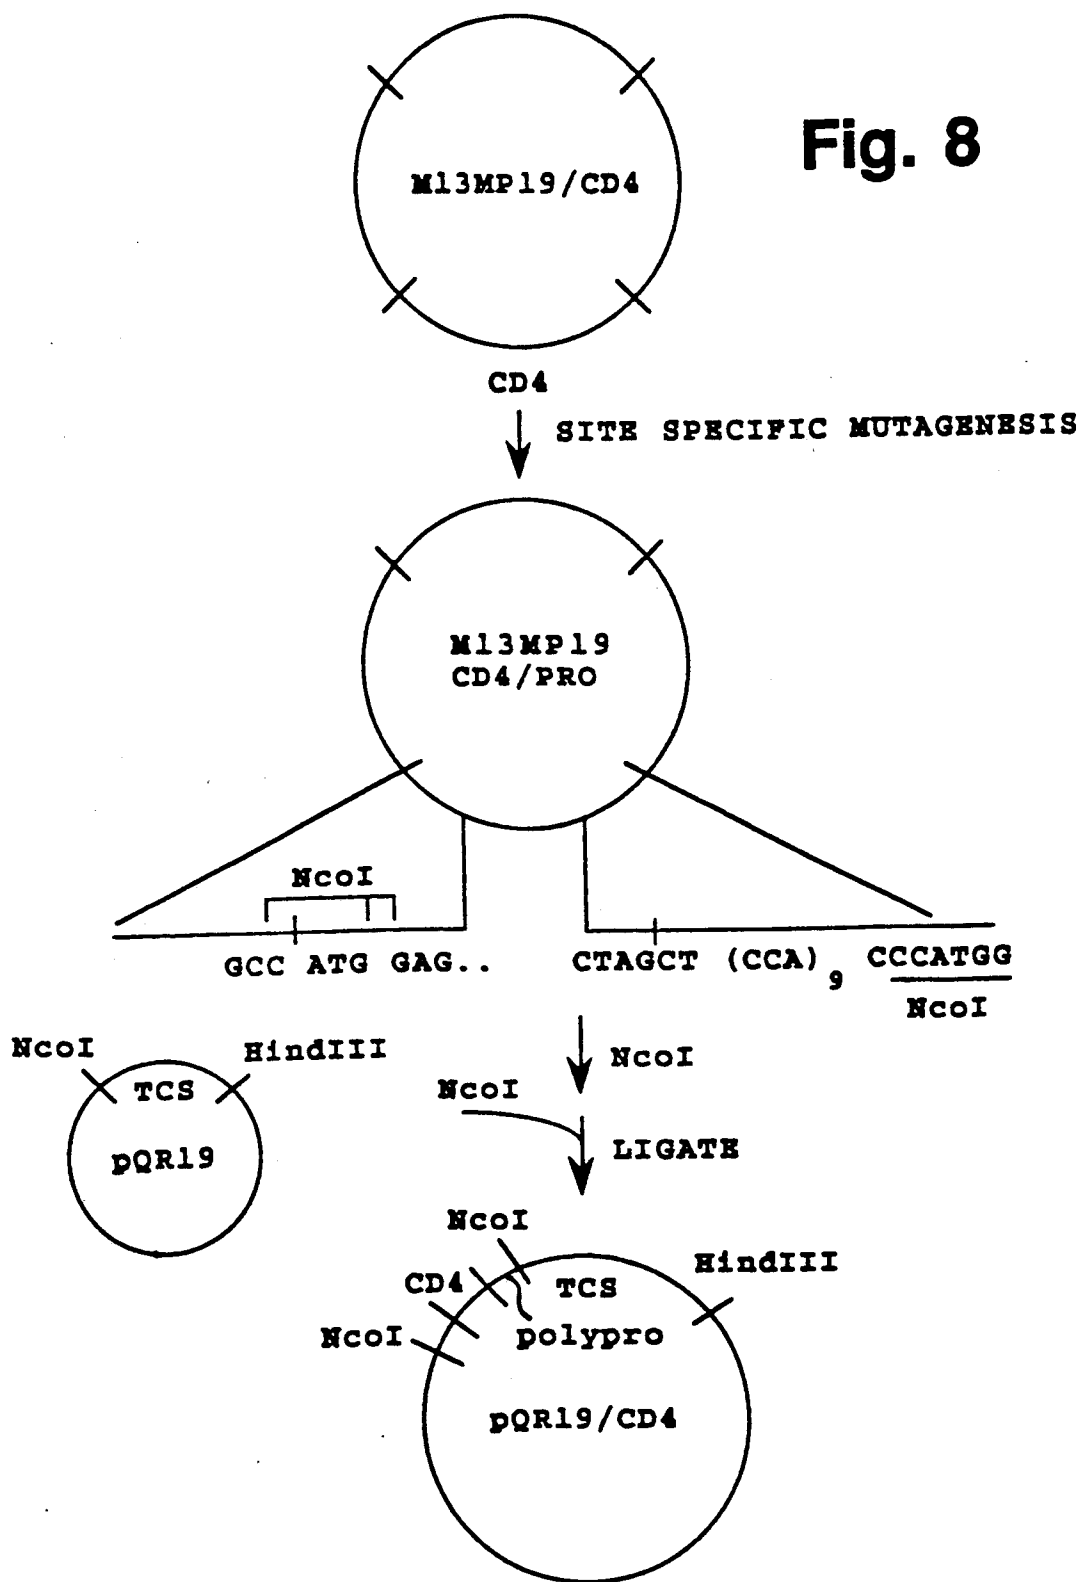 Fig. 8
M13MP19/CD4
CD4
SITE SPECIFIC MUTAGENESIS
M13MP19
CD4/PRO
NcoI
GCC ATG GAG.. CTAGCT (CCA)9 CCCATGG
NcoI
NcoI HindIII
TCS
pQR19
NcoI
NcoI
LIGATE
NcoI
HindIII
CD4
TCS
NcoI
polypro
pQR19/CD4